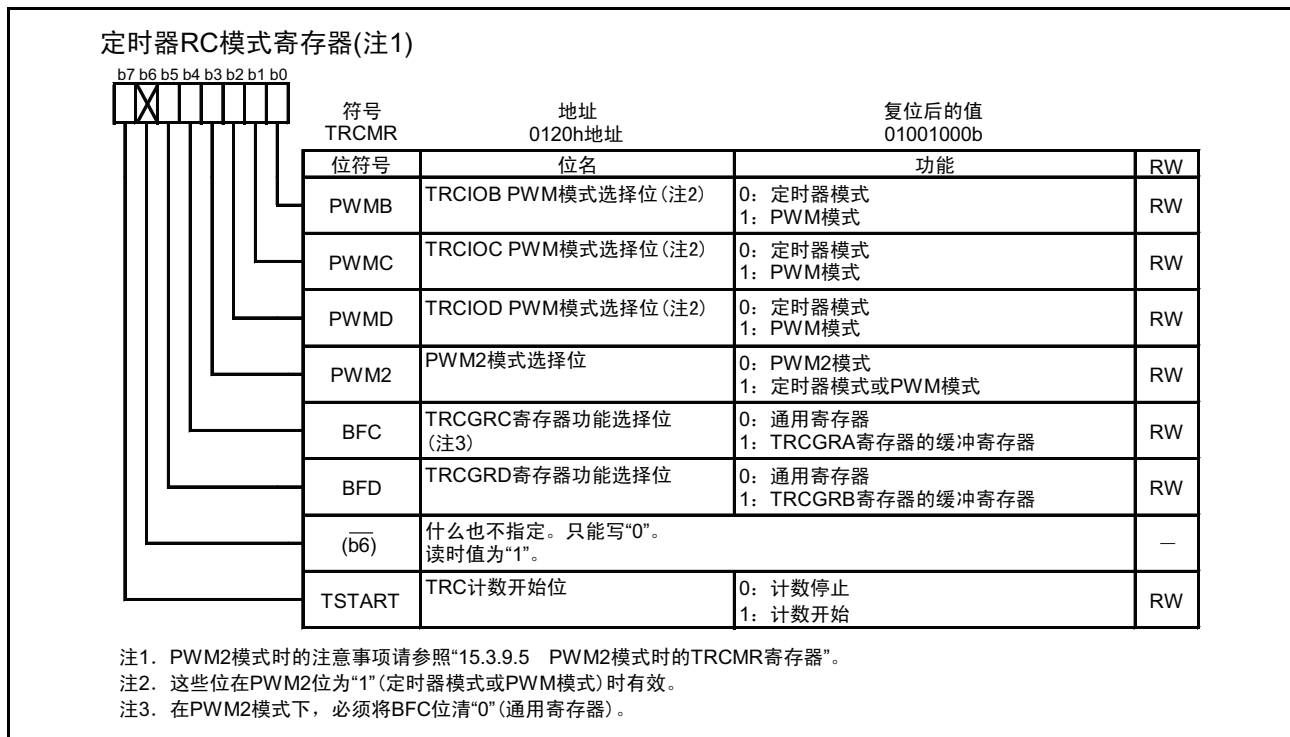 定时器RC模式寄存器(注1)
b7 b6 b5 b4 b3 b2 b1 b0
符号 地址 复位后的值
TRCMR 0120h地址 01001000b
位符号 位名 功能 RW
PWMB TRCIOB PWM模式选择位(注2) 0：定时器模式
1：PWM模式 RW
PWMC TRCIOC PWM模式选择位(注2) 0：定时器模式
1：PWM模式 RW
PWMD TRCIOD PWM模式选择位(注2) 0：定时器模式
1：PWM模式 RW
PWM2 PWM2模式选择位 0：PWM2模式
1：定时器模式或PWM模式 RW
BFC TRCGRC寄存器功能选择位
(注3) 0：通用寄存器
1：TRCGRA寄存器的缓冲寄存器 RW
BFD TRCGRD寄存器功能选择位 0：通用寄存器
1：TRCGRB寄存器的缓冲寄存器 RW
(b6) 什么也不指定。只能写“0”。
读时值为“1”。 —
TSTART TRC计数开始位 0：计数停止
1：计数开始 RW
注1．PWM2模式时的注意事项请参照“15.3.9.5 PWM2模式时的TRCMR寄存器”。
注2．这些位在PWM2位为“1”(定时器模式或PWM模式)时有效。
注3．在PWM2模式下，必须将BFC位清“0”(通用寄存器)。